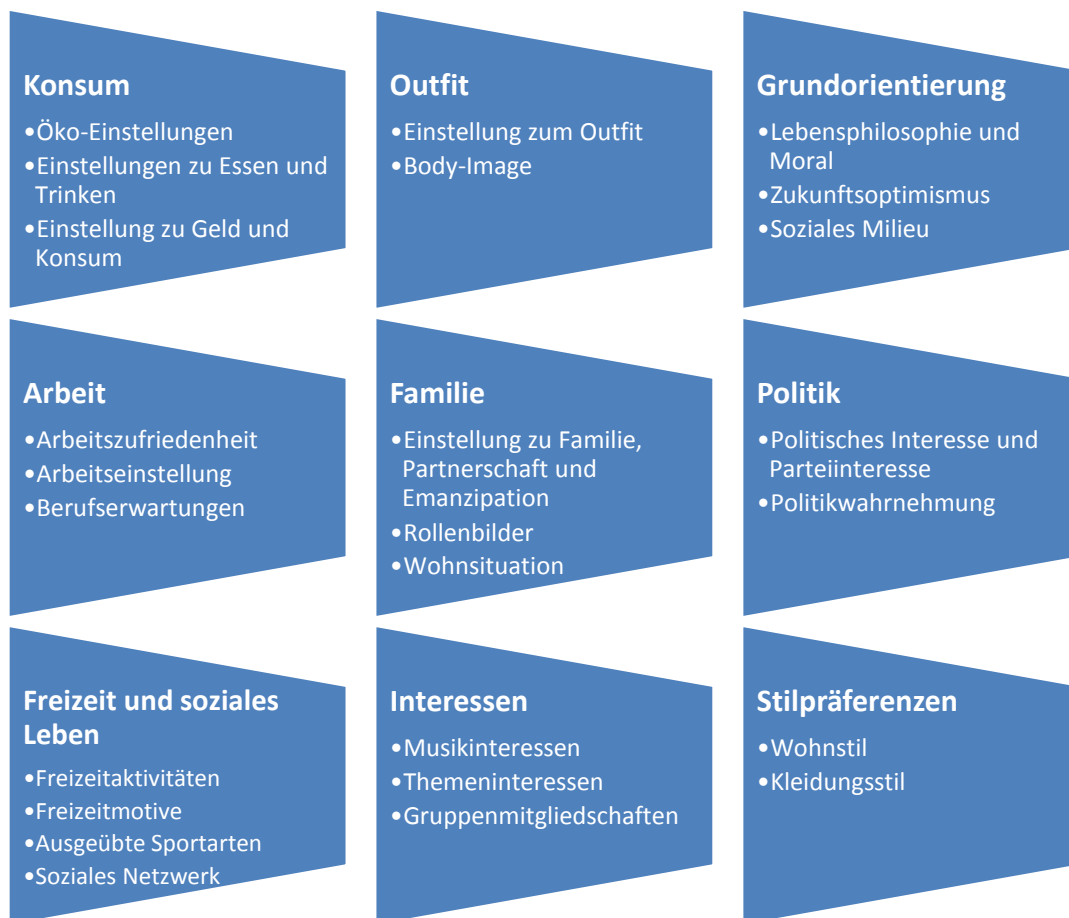 Konsum
•Öko-Einstellungen
•Einstellungen zu Essen und
Trinken
•Einstellung zu Geld und
Konsum
Outfit
•Einstellung zum Outfit
•Body-Image
Grundorientierung
•Lebensphilosophie und
Moral
•Zukunftsoptimismus
•Soziales Milieu
Arbeit
•Arbeitszufriedenheit
•Arbeitseinstellung
•Berufserwartungen
Familie
•Einstellung zu Familie,
Partnerschaft und
Emanzipation
•Rollenbilder
•Wohnsituation
Politik
•Politisches Interesse und
Parteiinteresse
•Politikwahrnehmung
Freizeit und soziales
Leben
•Freizeitaktivitäten
•Freizeitmotive
•Ausgeübte Sportarten
•Soziales Netzwerk
Interessen
•Musikinteressen
•Themeninteressen
•Gruppenmitgliedschaften
Stilpräferenzen
•Wohnstil
•Kleidungsstil